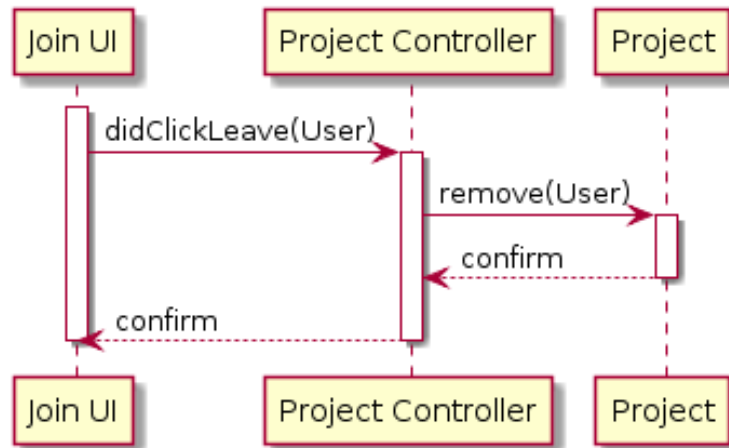 Join UI
Project Controller
Project
didClickLeave(User)
remove(User)
confirm
confirm
Join UI
Project Controller
Project